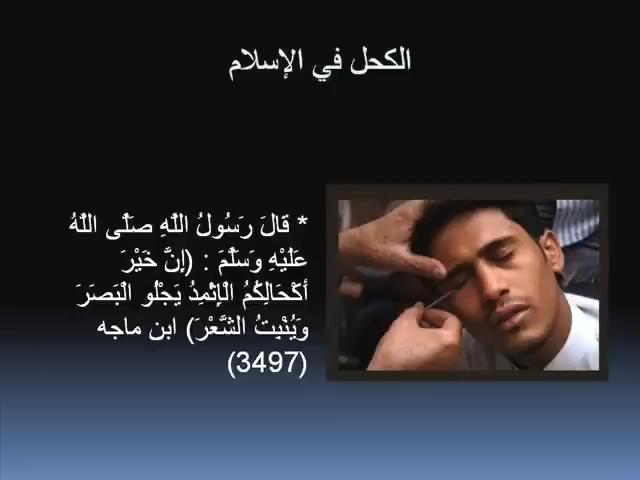 الكحل في الإسلام
* قَالَ رَسُولُ اللَّهِ صَلَّى اللَّهُ
عَلَيْهِ وَسَلَّمَ : (إِنَّ خَيْرَ
أَكْحَالِكُمُ الْإِثْمِدُ يَجْلُو الْبَصَرَ
وَيُنْبِتُ الشَّعْرَ) ابن ماجه
(3497)